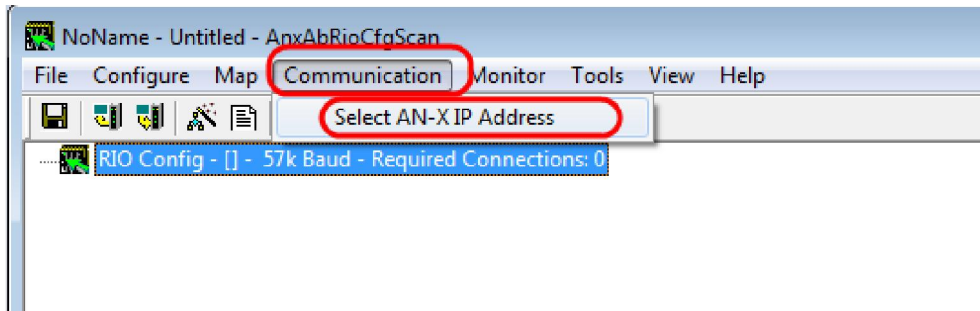 NoName - Untitled - AnxAbRioCfgScan
File Configure Map Communication Monitor Tools View Help
Select AN-X IP Address
RIO Config - [] - 57k Baud - Required Connections: 0